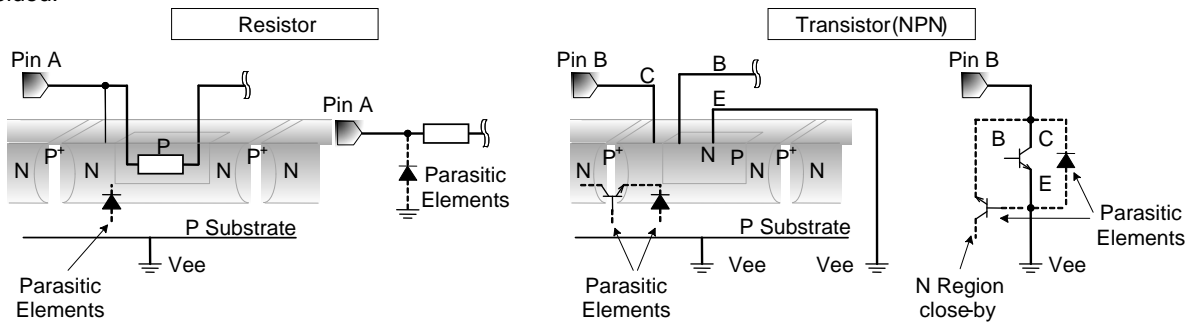 Resistor
Pin A
N
P+
N
P
N
P+
N
Parasitic
Elements
P Substrate
Vee
Pin A
Parasitic
Elements
Transistor(NPN)
Pin B
C
B
E
N
P+
N
P
N
P+
N
P Substrate
Parasitic
Elements
Vee
Vee
Pin B
B
C
E
Parasitic
Elements
Vee
N Region
close-by